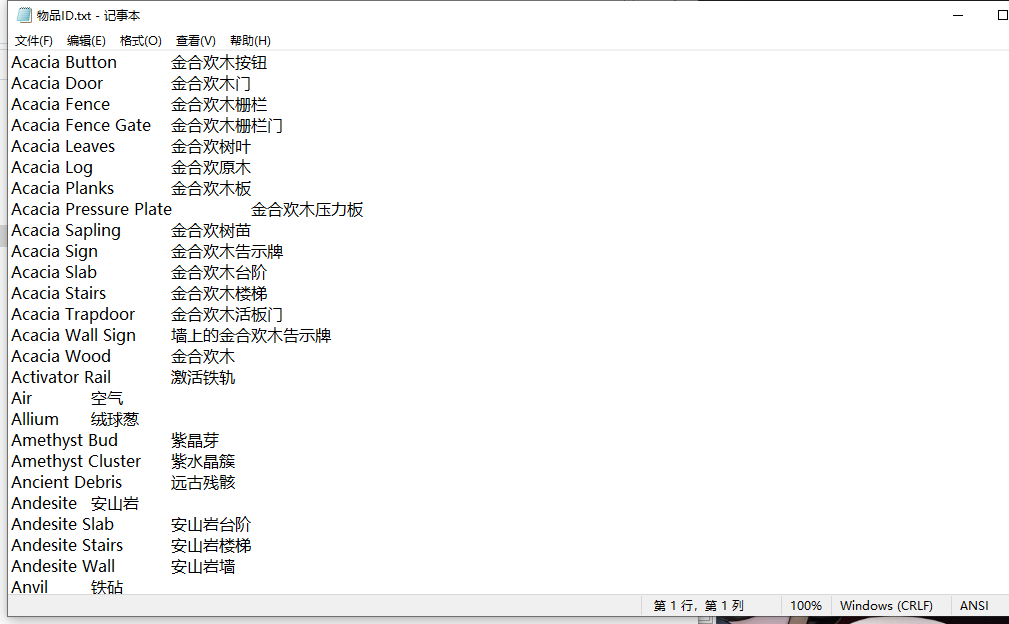 物品ID.txt - 记事本
文件(F) 编辑(E) 格式(O) 查看(V) 帮助(H)
Acacia Button 金合欢木按钮
Acacia Door 金合欢木门
Acacia Fence 金合欢木栅栏
Acacia Fence Gate 金合欢木栅栏门
Acacia Leaves 金合欢树叶
Acacia Log 金合欢原木
Acacia Planks 金合欢木板
Acacia Pressure Plate 金合欢木压力板
Acacia Sapling 金合欢树苗
Acacia Sign 金合欢木告示牌
Acacia Slab 金合欢木台阶
Acacia Stairs 金合欢木楼梯
Acacia Trapdoor 金合欢木活板门
Acacia Wall Sign 墙上的金合欢木告示牌
Acacia Wood 金合欢木
Activator Rail 激活铁轨
Air 空气
Allium 绒球葱
Amethyst Bud 紫晶芽
Amethyst Cluster 紫水晶簇
Ancient Debris 远古残骸
Andesite 安山岩
Andesite Slab 安山岩台阶
Andesite Stairs 安山岩楼梯
Andesite Wall 安山岩墙
Anvil 铁砧
第 1 行，第 1 列 100% Windows (CRLF) ANSI